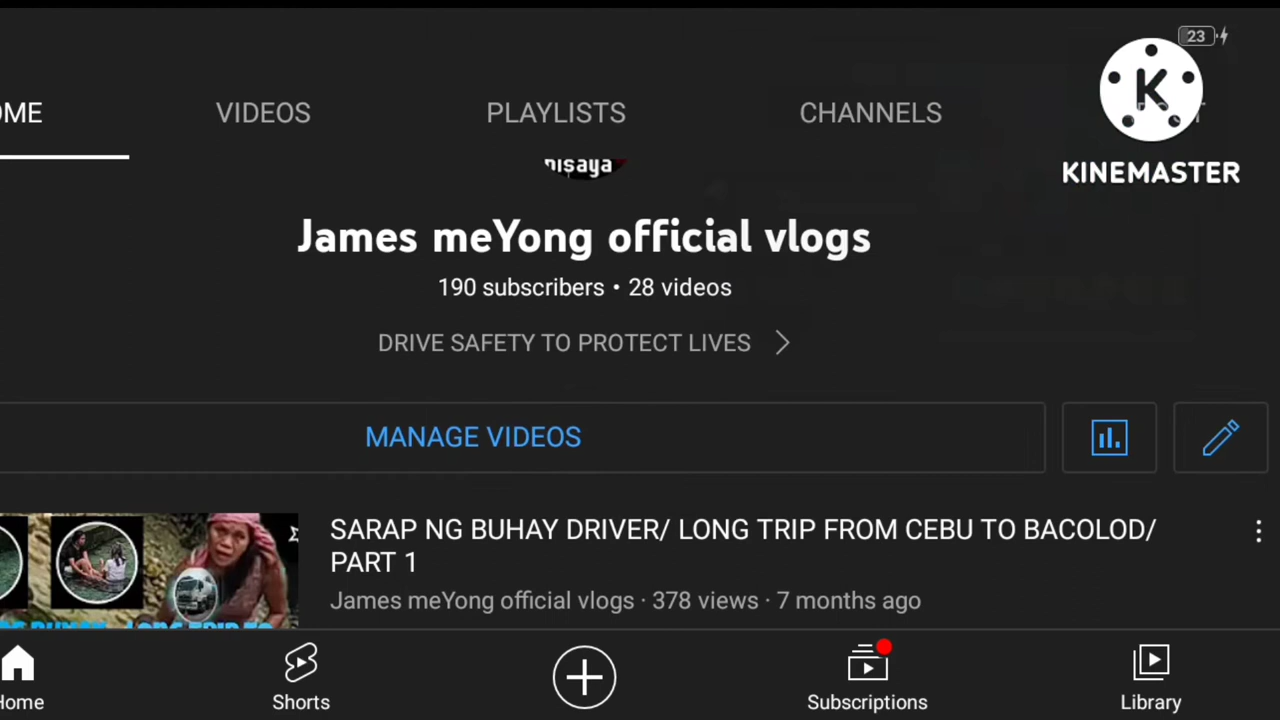 23
OME
VIDEOS
PLAYLISTS
CHANNELS
K
KINEMASTER
nisaya
James meYong official vlogs
190 subscribers • 28 videos
DRIVE SAFETY TO PROTECT LIVES
MANAGE VIDEOS
SARAP NG BUHAY DRIVER/ LONG TRIP FROM CEBU TO BACOLOD/
PART 1
James meYong official vlogs · 378 views · 7 months ago
Home
Shorts
Subscriptions
Library